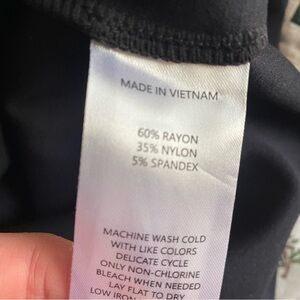 MADE IN VIETNAM
60% RAYON
35% NYLON
5% SPANDEX
MACHINE WASH COLD
WITH LIKE COLORS
DELICATE CYCLE
ONLY NON-CHLORINE
BLEACH WHEN NEEDED
LAY FLAT TO DRY
LOW IRON